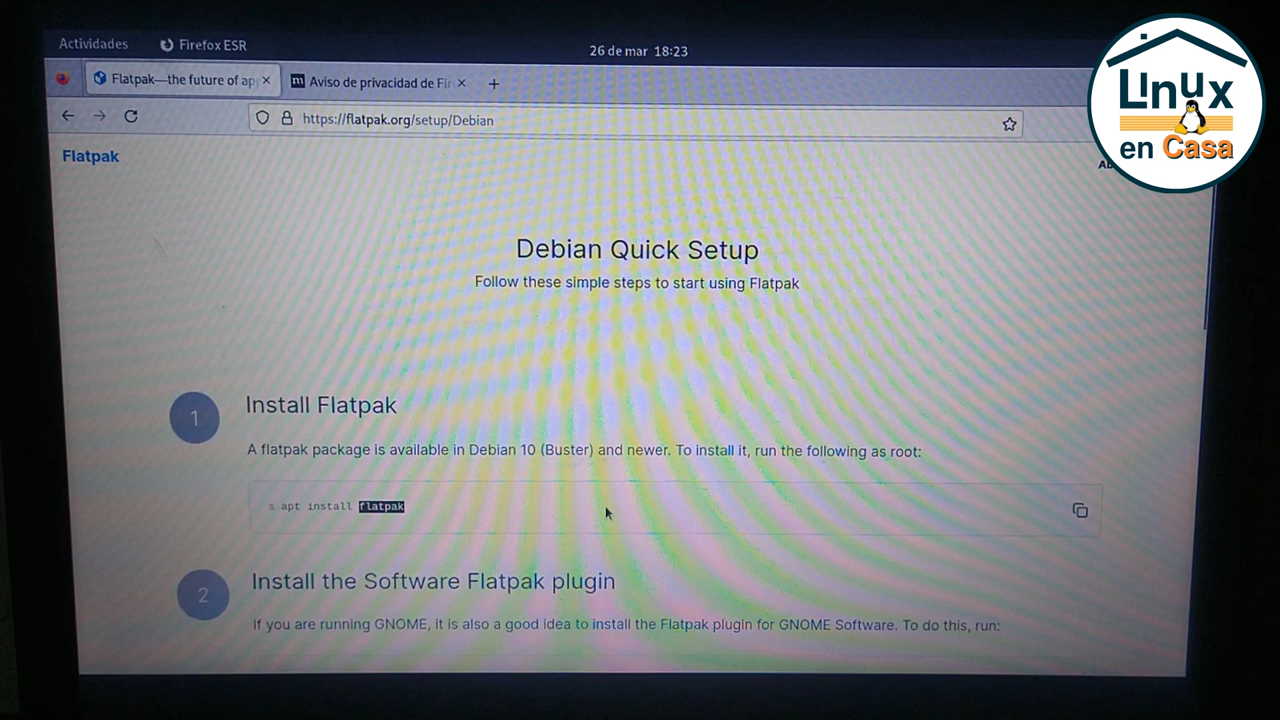 Actividades
Firefox ESR
26 de mar 18:23
Flatpak—the future of ap
Aviso de privacidad de Fir
https://flatpak.org/setup/Debian
Linux
en Casa
Flatpak
Debian Quick Setup
Follow these simple steps to start using Flatpak
1
Install Flatpak
A flatpak package is available in Debian 10 (Buster) and newer. To install it, run the following as root:
apt install flatpak
2
Install the Software Flatpak plugin
If you are running GNOME, it is also a good idea to install the Flatpak plugin for GNOME Software. To do this, run: